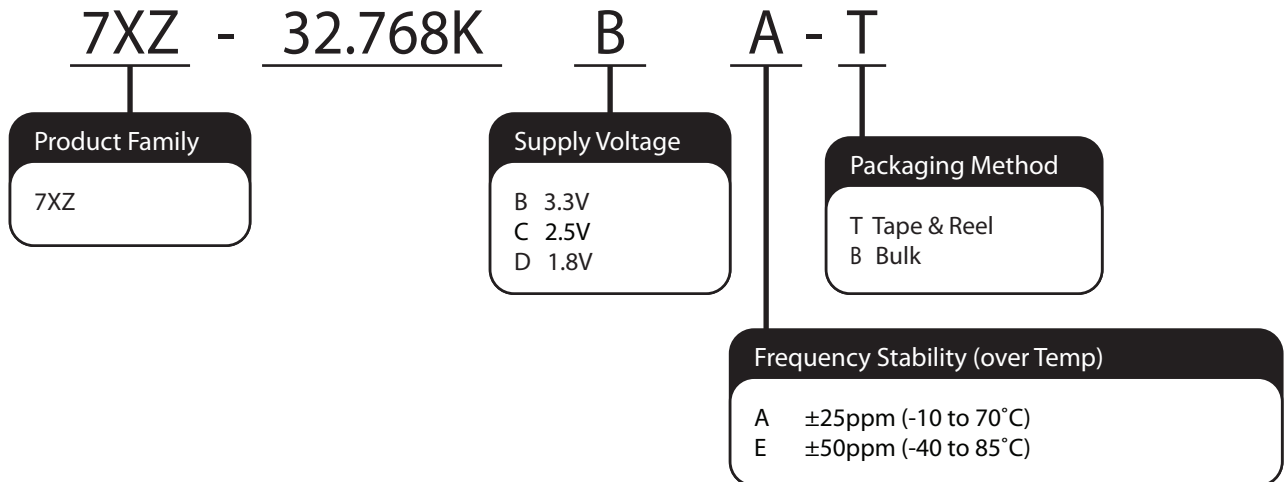 7XZ - 32.768K B A - T
Product Family
7XZ
Supply Voltage
B 3.3V
C 2.5V
D 1.8V
Packaging Method
T Tape & Reel
B Bulk
Frequency Stability (over Temp)
A ±25ppm (-10 to 70˚C)
E ±50ppm (-40 to 85˚C)